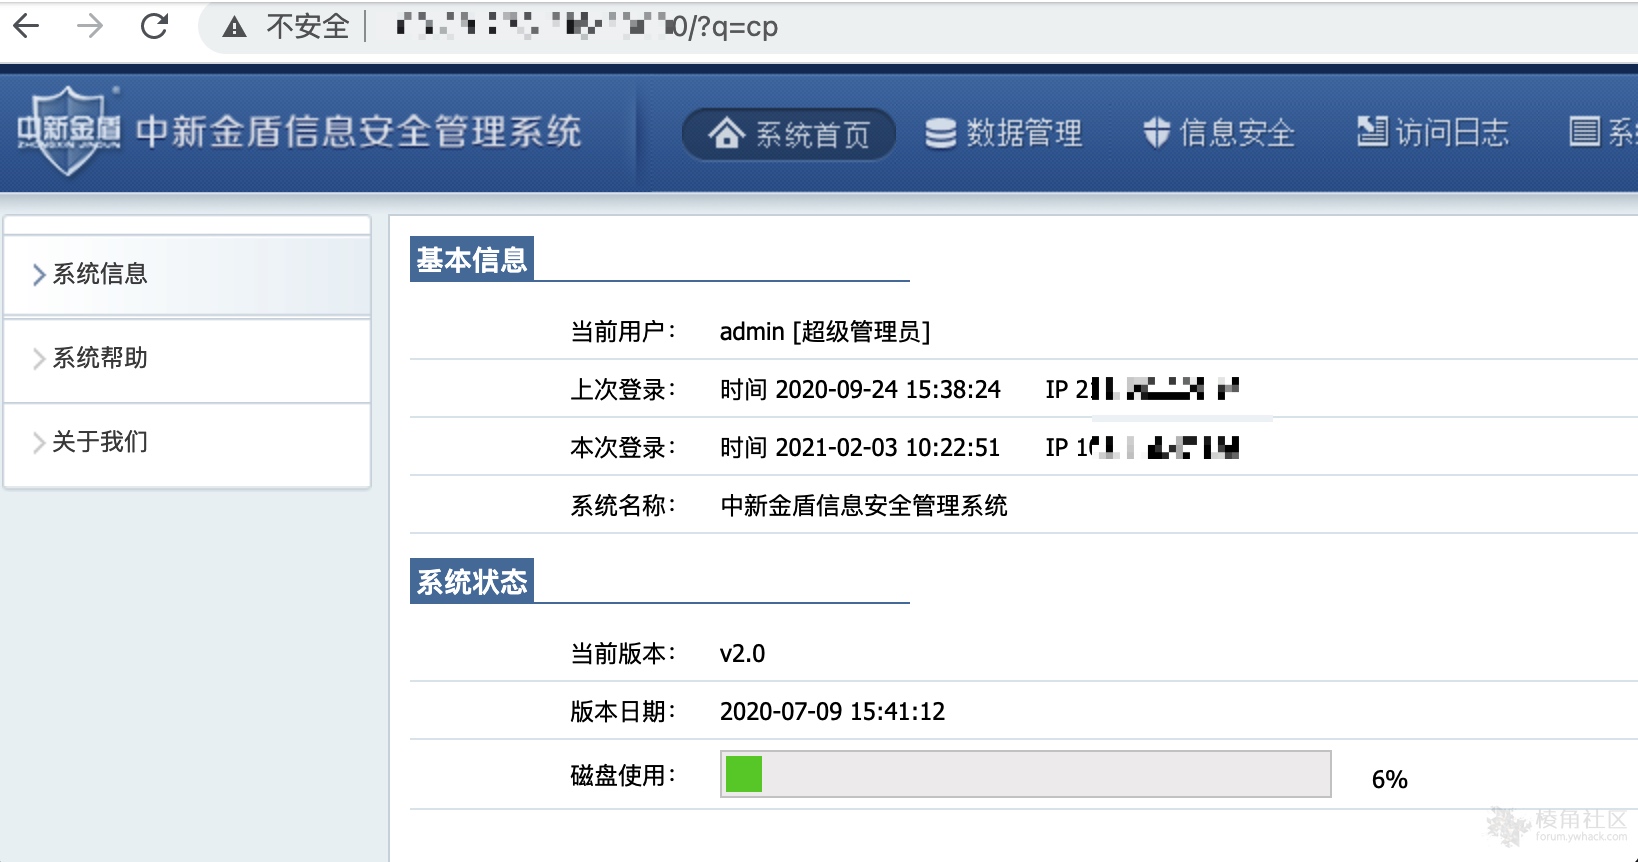 不安全 0/?q=cp
中新金盾 ZHONGXIN JINDUN 中新金盾信息安全管理系统 系统首页 数据管理 信息安全 访问日志 系
系统信息
系统帮助
关于我们
基本信息
当前用户： admin [超级管理员]
上次登录： 时间 2020-09-24 15:38:24 IP 2
本次登录： 时间 2021-02-03 10:22:51 IP 1
系统名称： 中新金盾信息安全管理系统
系统状态
当前版本： v2.0
版本日期： 2020-07-09 15:41:12
磁盘使用： 6%
棱角社区
forum.ywhack.com